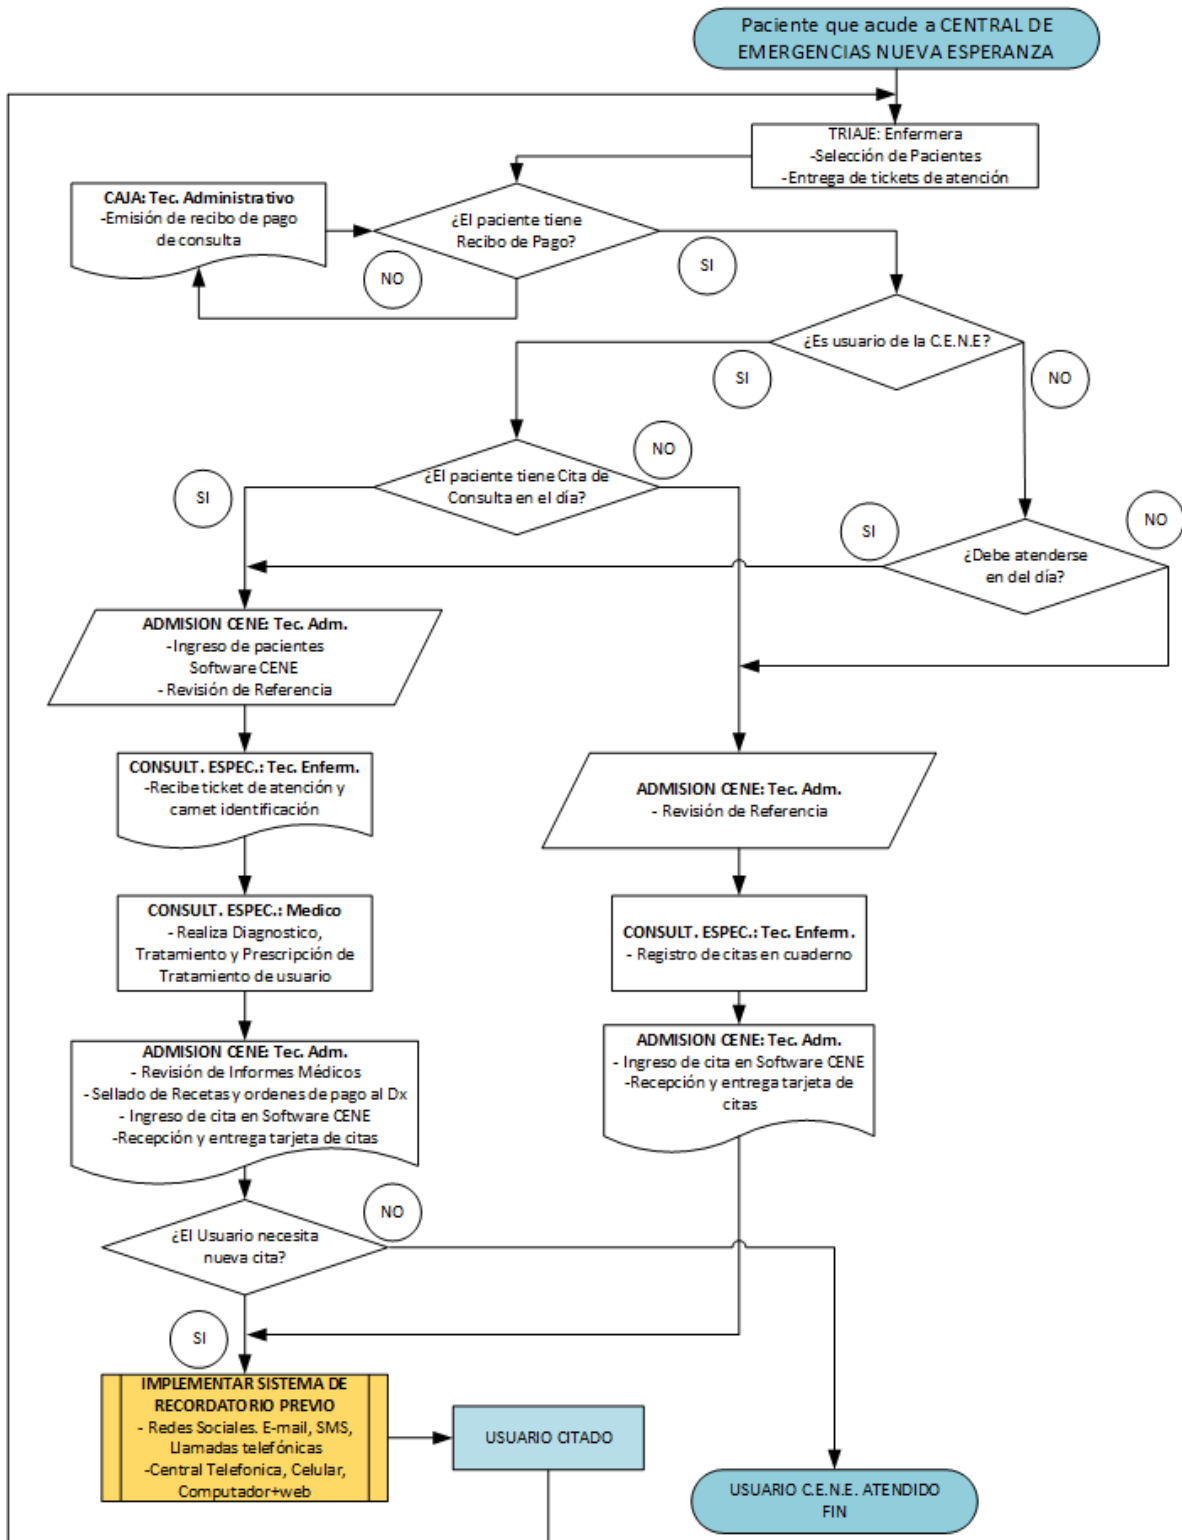 Paciente que acude a CENTRAL DE
EMERGENCIAS NUEVA ESPERANZA
TRIAJE: Enfermera
-Selección de Pacientes
-Entrega de tickets de atención
CAJA: Tec. Administrativo
-Emisión de recibo de pago
de consulta
¿El paciente tiene
Recibo de Pago?
NO
SI
¿Es usuario de la C.E.N.E?
SI
NO
¿El paciente tiene Cita de
Consulta en el día?
NO
SI
SI
NO
¿Debe atenderse
en del día?
ADMISION CENE: Tec. Adm.
-Ingreso de pacientes
Software CENE
- Revisión de Referencia
CONSULT. ESPEC.: Tec. Enferm.
-Recibe ticket de atención y
carnet identificación
ADMISION CENE: Tec. Adm.
- Revisión de Referencia
CONSULT. ESPEC.: Medico
- Realiza Diagnostico,
Tratamiento y Prescripción de
Tratamiento de usuario
CONSULT. ESPEC.: Tec. Enferm.
- Registro de citas en cuaderno
ADMISION CENE: Tec. Adm.
- Revisión de Informes Médicos
- Sellado de Recetas y ordenes de pago al Dx
- Ingreso de cita en Software CENE
-Recepción y entrega tarjeta de citas
ADMISION CENE: Tec. Adm.
- Ingreso de cita en Software CENE
-Recepción y entrega tarjeta de
citas
¿El Usuario necesita
nueva cita?
NO
SI
IMPLEMENTAR SISTEMA DE
RECORDATORIO PREVIO
- Redes Sociales. E-mail, SMS,
Llamadas telefónicas
-Central Telefonica, Celular,
Computador+web
USUARIO CITADO
USUARIO C.E.N.E. ATENDIDO
FIN